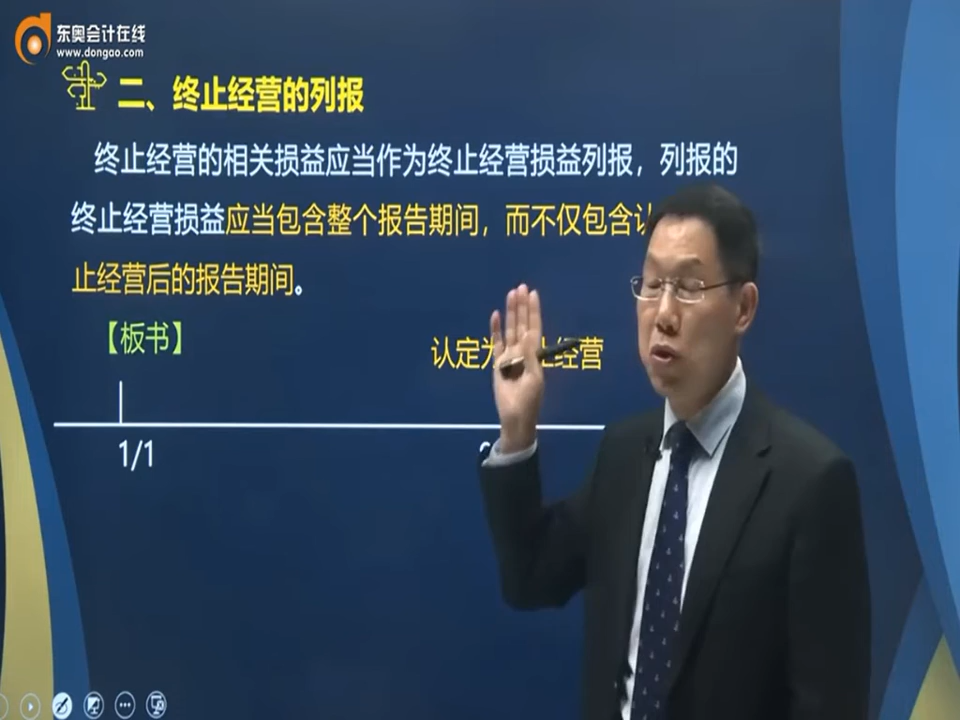 东奥会计在线
www.dongao.com
二、终止经营的列报
终止经营的相关损益应当作为终止经营损益列报，列报的
终止经营损益应当包含整个报告期间，而不仅包含认
止经营后的报告期间。
【板书】
认定为 止经营
1/1